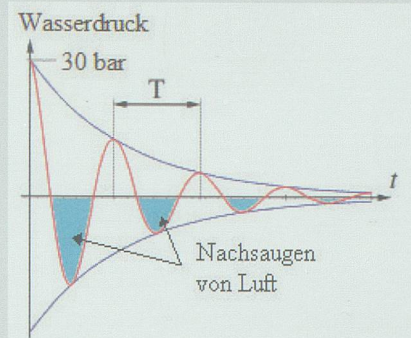 Wasserdruck
30 bar
T
t
Nachsaugen
von Luft